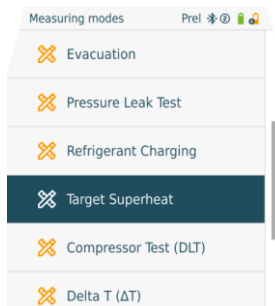 Measuring modes Prel
Evacuation
Pressure Leak Test
Refrigerant Charging
Target Superheat
Compressor Test (DLT)
Delta T (ΔT)